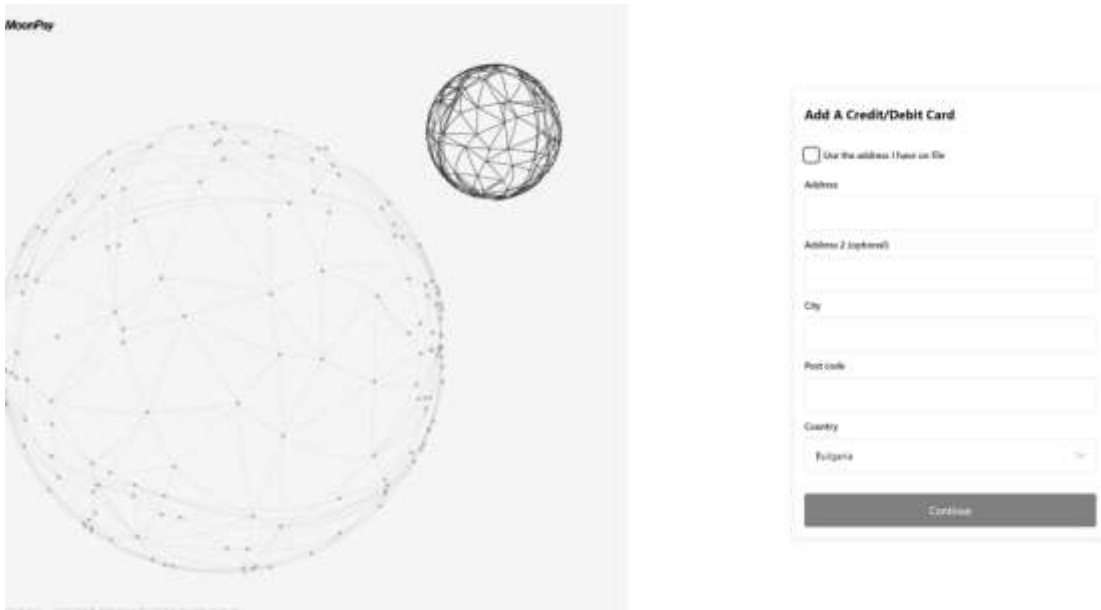 MoonPay
Add A Credit/Debit Card
Use the address I have on file
Address
Address 2 (optional)
City
Post code
Country
Bulgaria
Continue